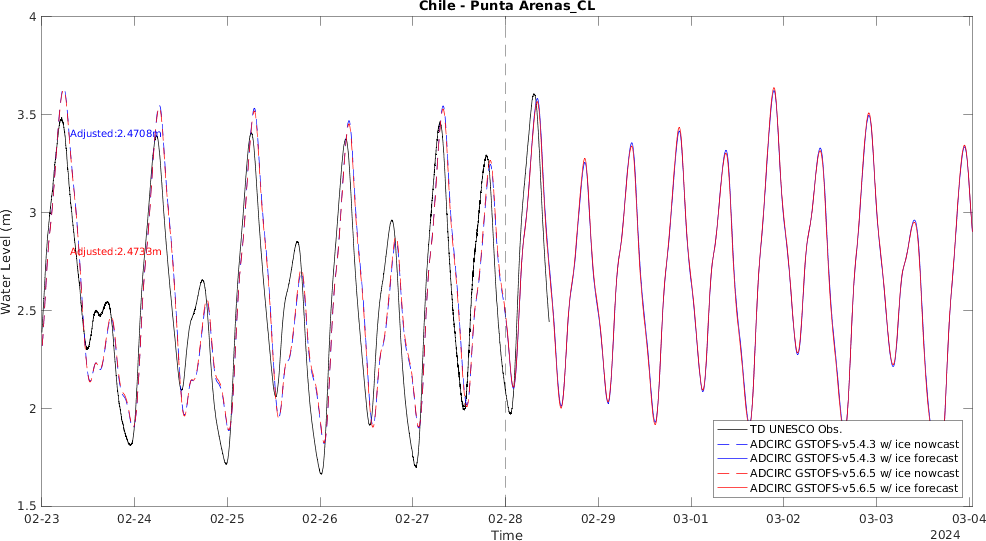 Chile - Punta Arenas_CL
4
3.5
3
2.5
2
1.5
Water Level (m)
Adjusted:2.4708m
Adjusted:2.4733m
TD UNESCO Obs.
ADCIRC GSTOFS-v5.4.3 w/ ice nowcast
ADCIRC GSTOFS-v5.4.3 w/ ice forecast
ADCIRC GSTOFS-v5.6.5 w/ ice nowcast
ADCIRC GSTOFS-v5.6.5 w/ ice forecast
02-23 02-24 02-25 02-26 02-27 02-28 02-29 03-01 03-02 03-03 03-04
Time
2024